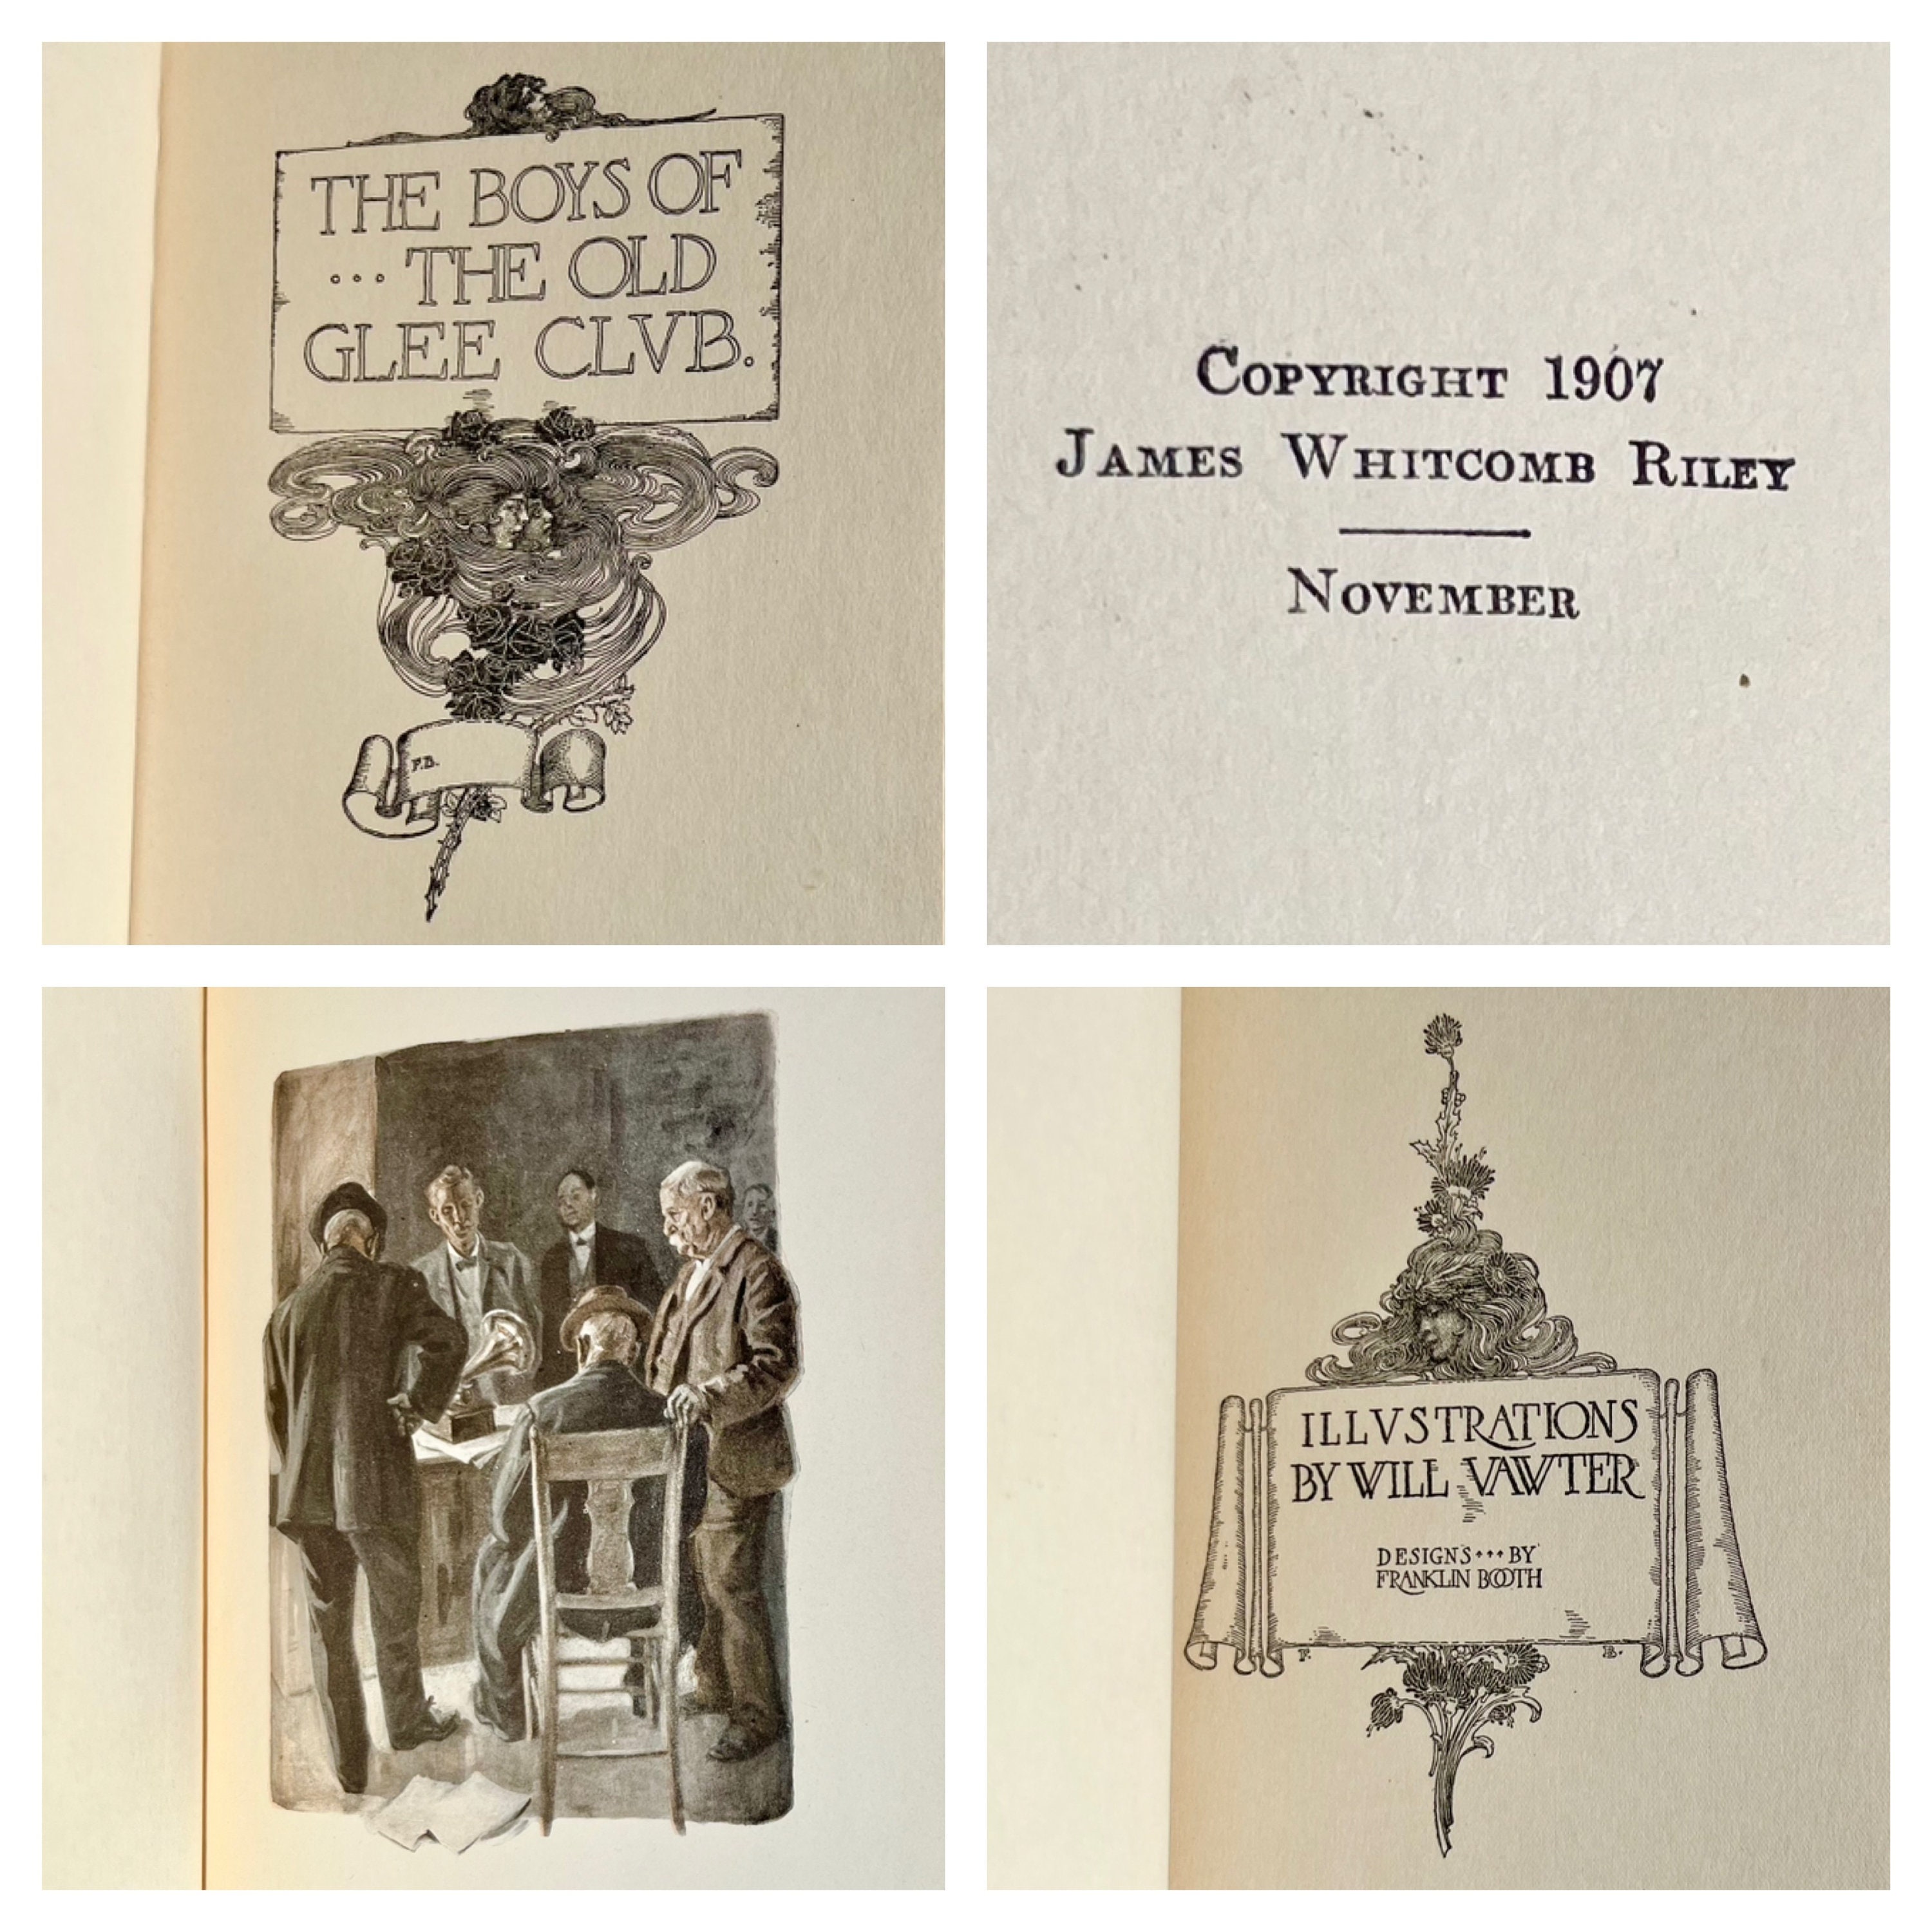 THE BOYS OF
... THE OLD
GLEE CLVB.
F.B.
COPYRIGHT 1907
JAMES WHITCOMB RILEY
NOVEMBER
ILLVSTRATIONS
BY WILL VAWTER
DESIGNS ... BY
FRANKLIN BOOTH
F. B.